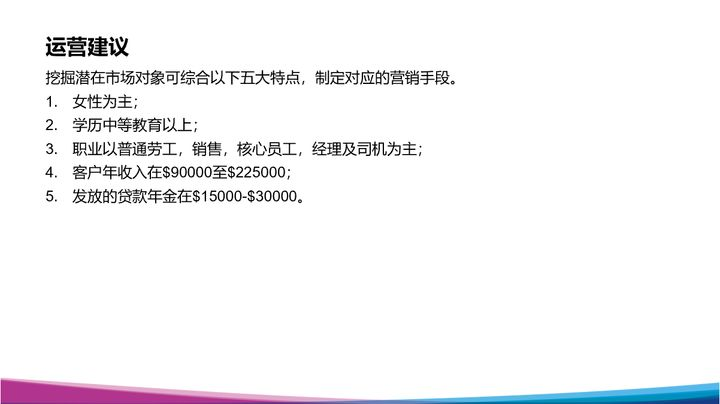 运营建议
挖掘潜在市场对象可综合以下五大特点，制定对应的营销手段。
1. 女性为主；
2. 学历中等教育以上；
3. 职业以普通劳工，销售，核心员工，经理及司机为主；
4. 客户年收入在$90000至$225000；
5. 发放的贷款年金在$15000-$30000。